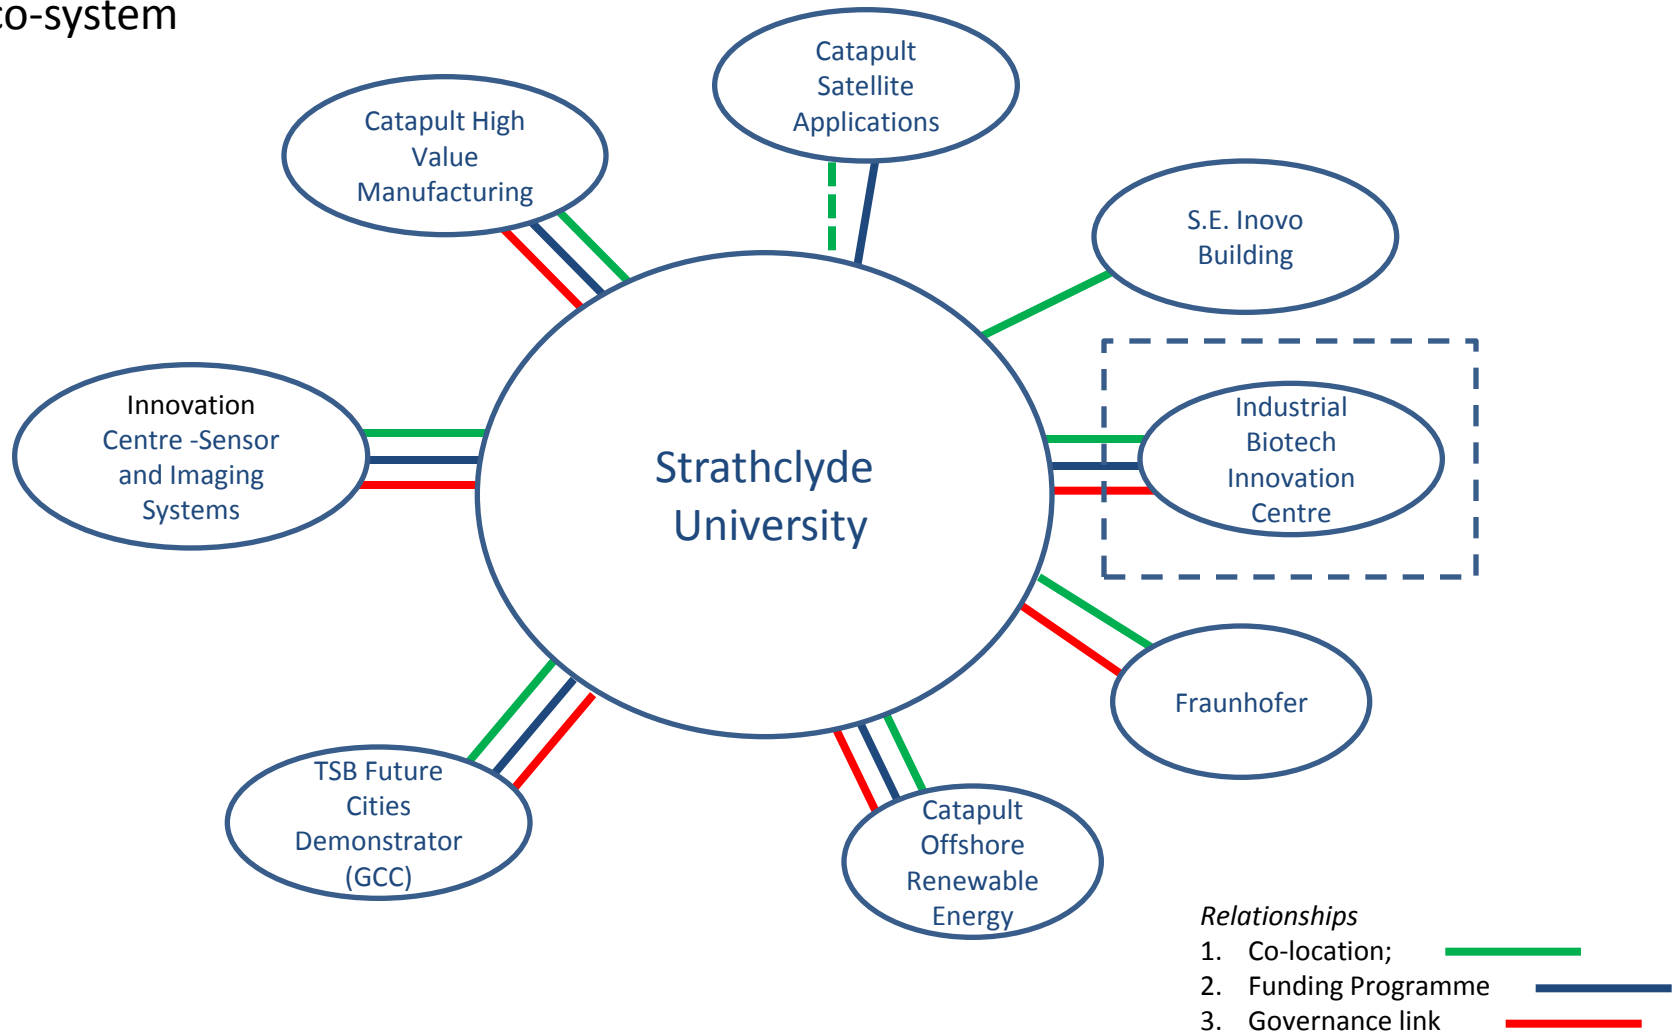 co-system
Catapult
Satellite
Applications
Catapult High
Value
Manufacturing
S.E. Inovo
Building
Innovation
Centre -Sensor
and Imaging
Systems
Strathclyde
University
Industrial
Biotech
Innovation
Centre
Fraunhofer
TSB Future
Cities
Demonstrator
(GCC)
Catapult
Offshore
Renewable
Energy
Relationships
1. Co-location;
2. Funding Programme
3. Governance link